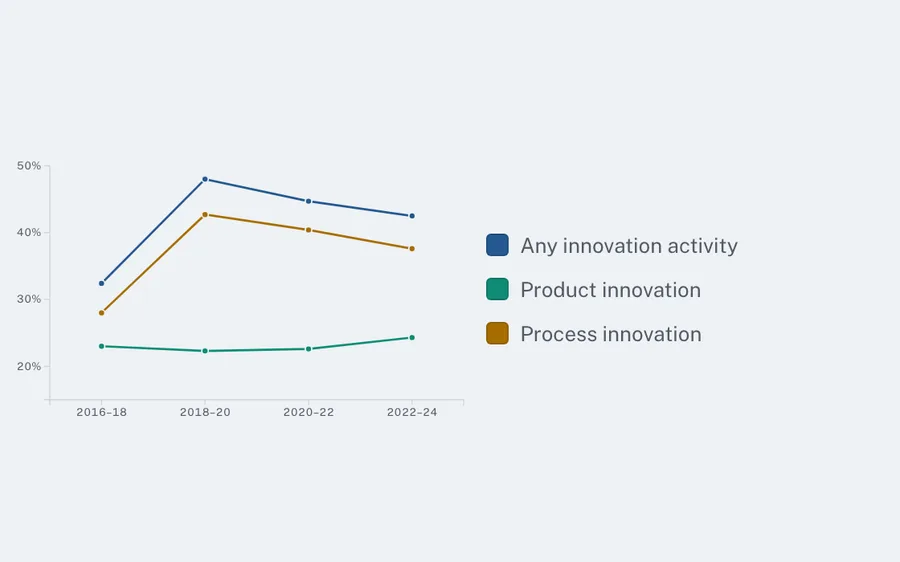 50%
40%
30%
20%
2016–18 2018–20 2020–22 2022–24
Any innovation activity
Product innovation
Process innovation